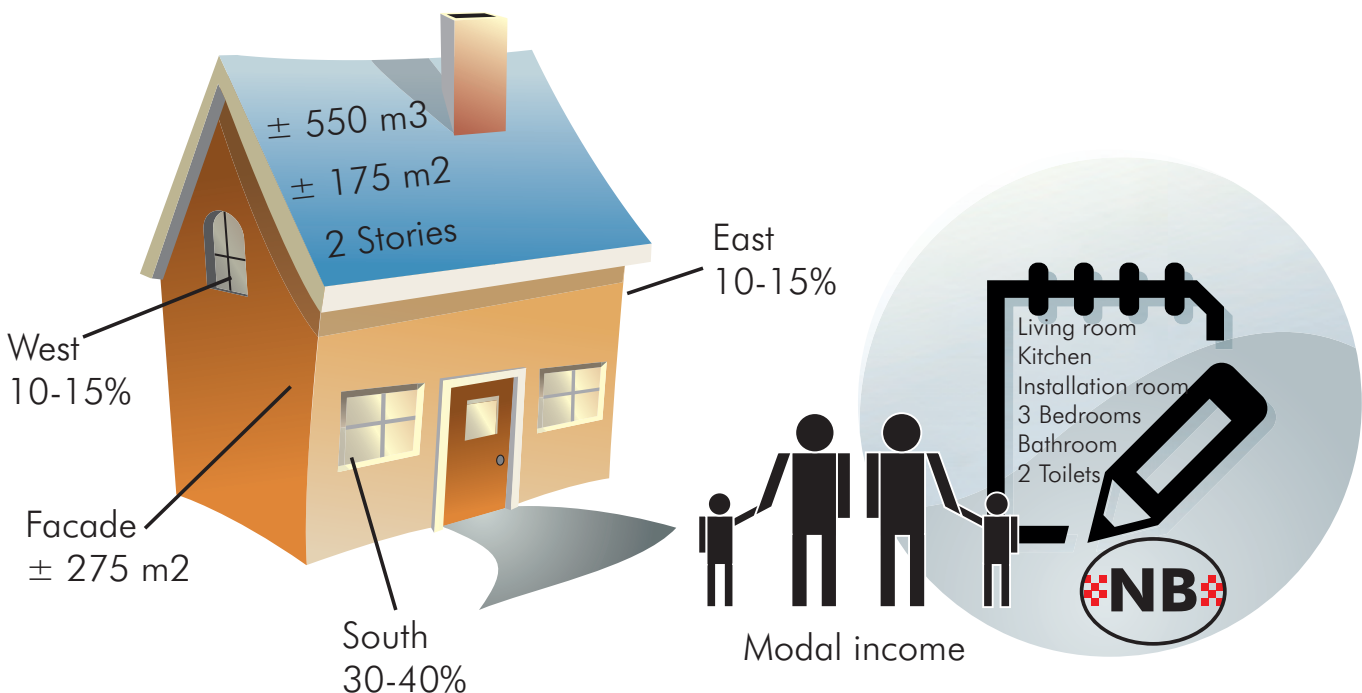 ± 550 m3
± 175 m2
2 Stories
East
10-15%
West
10-15%
Facade
± 275 m2
South
30-40%
Living room
Kitchen
Installation room
3 Bedrooms
Bathroom
2 Toilets
NB
Modal income